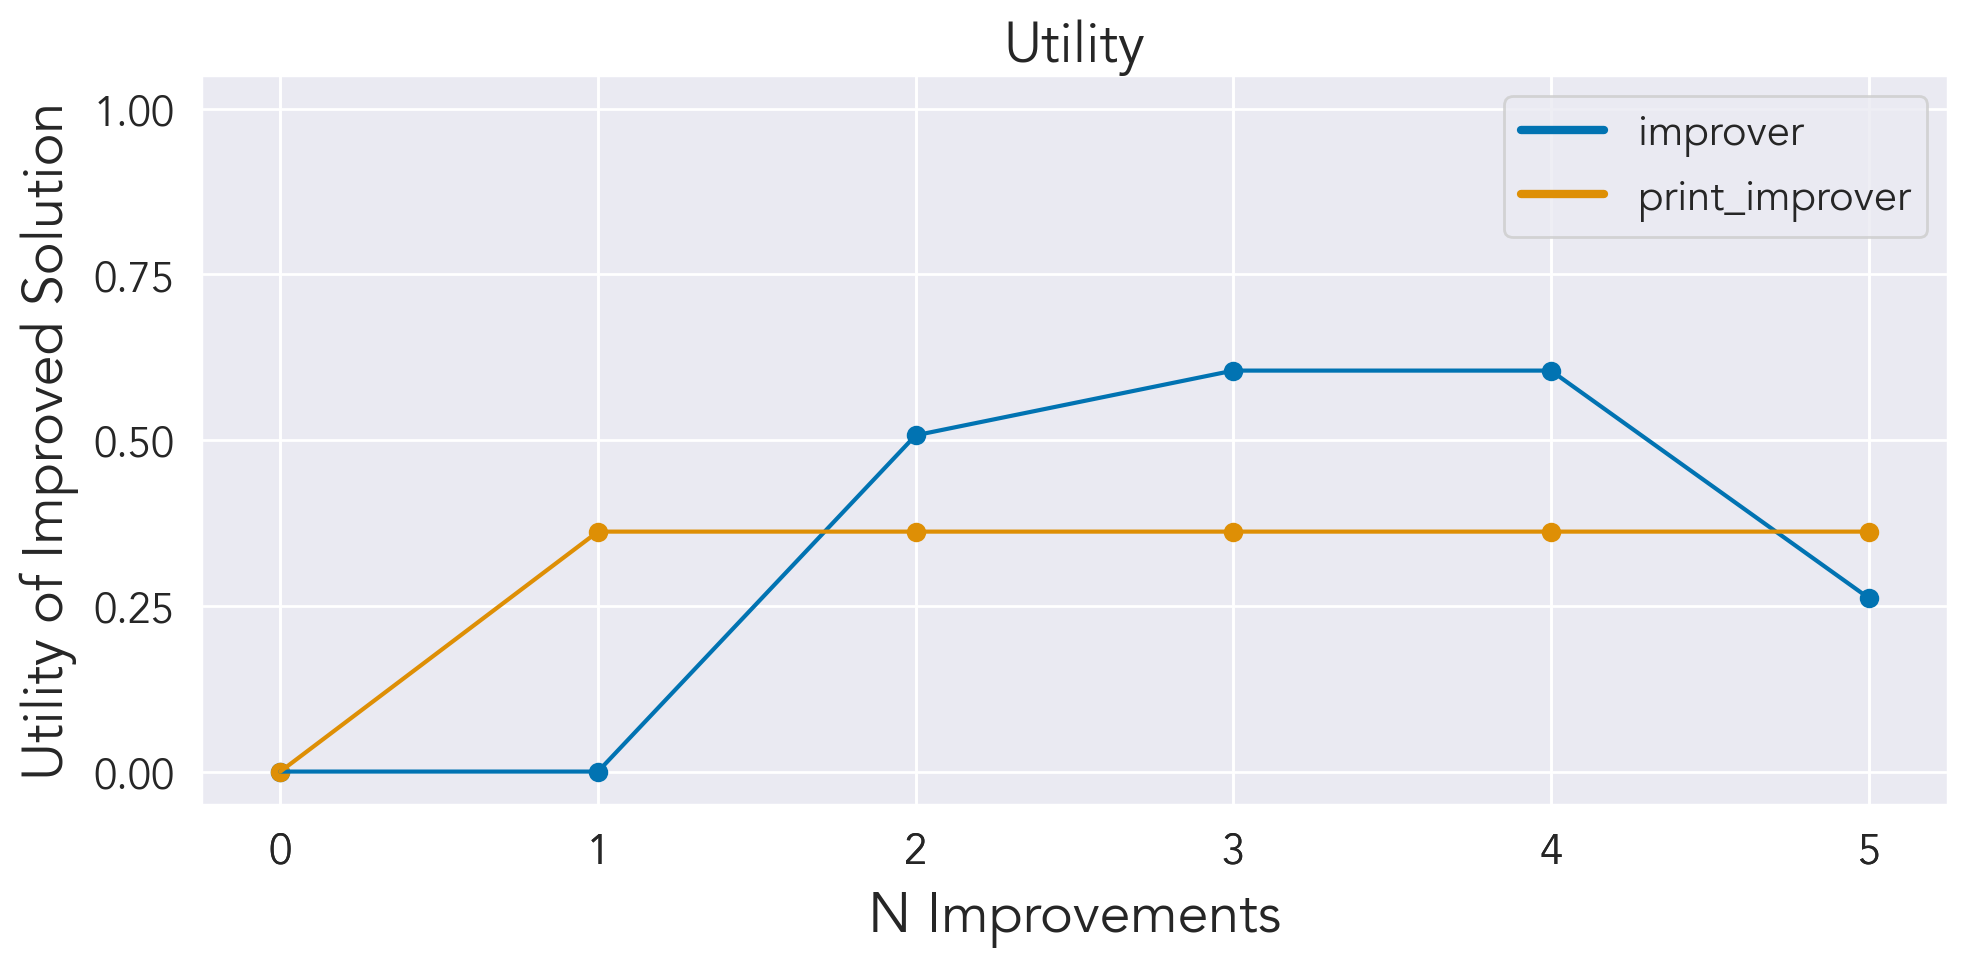 Utility
Utility of Improved Solution
1.00
0.75
0.50
0.25
0.00
improver
print_improver
0 1 2 3 4 5
N Improvements